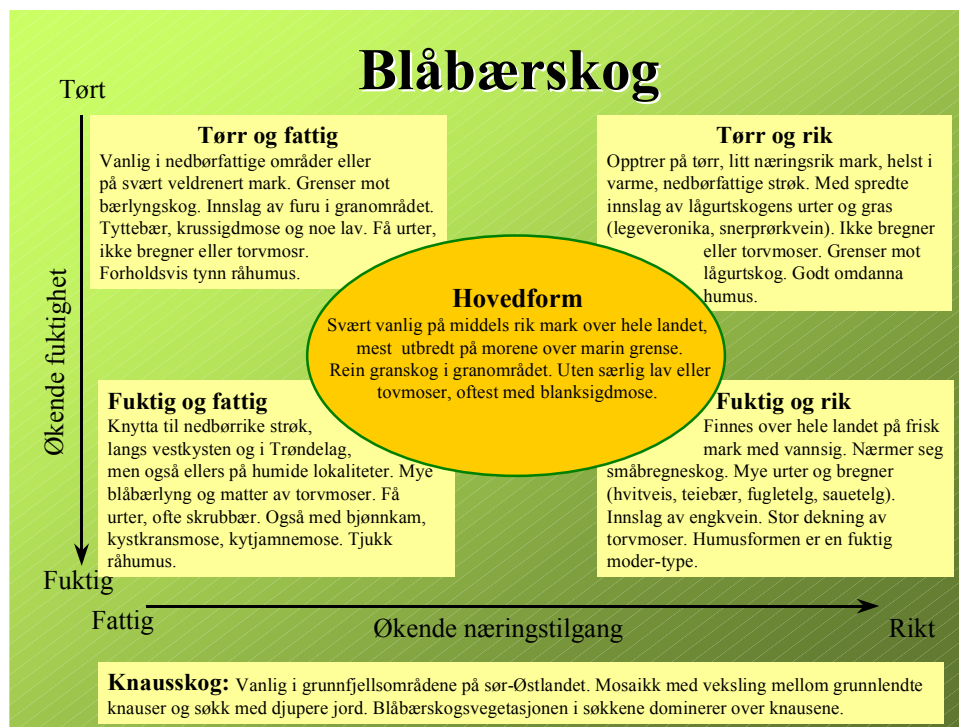 Blåbærskog
Tørt
Økende fuktighet
Fuktig
Tørr og fattig
Vanlig i nedbørfattige områder eller
på svært veldrenert mark. Grenser mot
bærlyngskog. Innslag av furu i granområdet.
Tyttebær, krussigdmose og noe lav. Få urter,
ikke bregner eller torvmosr.
Forholdsvis tynn råhumus.
Tørr og rik
Opptrer på tørr, litt næringsrik mark, helst i
varme, nedbørfattige strøk. Med spredte
innslag av lågurtskogens urter og gras
(legeveronika, snerprørkvein). Ikke bregner
eller torvmoser. Grenser mot
lågurtskog. Godt omdanna
humus.
Hovedform
Svært vanlig på middels rik mark over hele landet,
mest utbredt på morene over marin grense.
Rein granskog i granområdet. Uten særlig lav eller
tovmoser, oftest med blanksigdmose.
Fuktig og fattig
Knytta til nedbørrike strøk,
langs vestkysten og i Trøndelag,
men også ellers på humide lokaliteter. Mye
blåbærlyng og matter av torvmoser. Få
urter, ofte skrubbær. Også med bjønnkam,
kystkransmose, kytjamnemose. Tjukk
råhumus.
Fuktig og rik
Finnes over hele landet på frisk
mark med vannsig. Nærmer seg
småbregneskog. Mye urter og bregner
(hvitveis, teiebær, fugletelg, sauetelg).
Innslag av engkvein. Stor dekning av
torvmoser. Humusformen er en fuktig
moder-type.
Fattig
Økende næringstilgang
Rikt
Knausskog: Vanlig i grunnfjellsområdene på sør-Østlandet. Mosaikk med veksling mellom grunnlendte
knauser og søkk med djupere jord. Blåbærskogsvegetasjonen i søkkene dominerer over knausene.